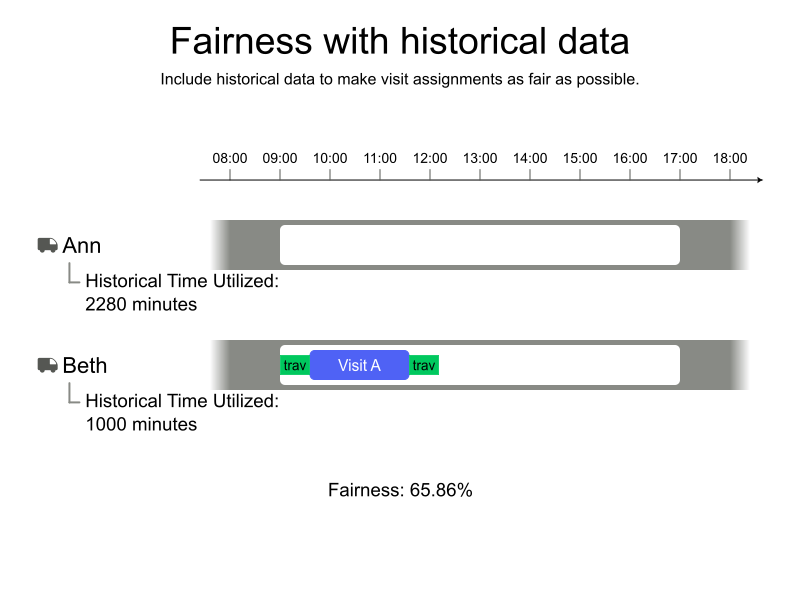 Fairness with historical data
Include historical data to make visit assignments as fair as possible.
08:00 09:00 10:00 11:00 12:00 13:00 14:00 15:00 16:00 17:00 18:00
Ann
Historical Time Utilized:
2280 minutes
Beth
trav Visit A trav
Historical Time Utilized:
1000 minutes
Fairness: 65.86%